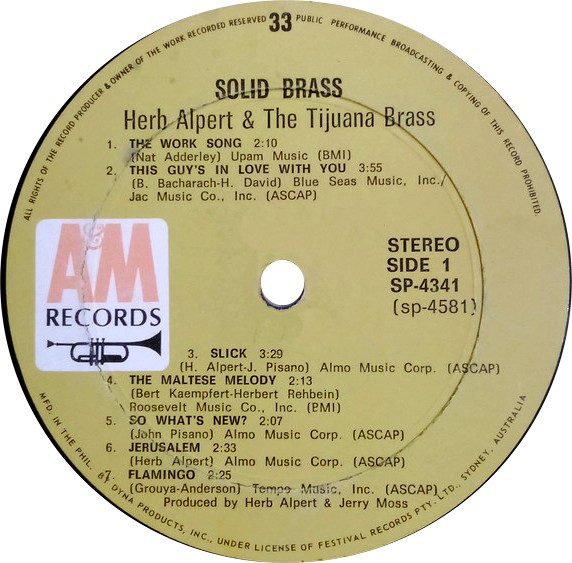 ALL RIGHTS OF THE RECORD PRODUCER & OWNER OF THE WORK RECORDED RESERVED 33 PUBLIC PERFORMANCE BROADCASTING & COPYING OF THIS RECORD PROHIBITED.
SOLID BRASS
Herb Alpert & The Tijuana Brass
1. THE WORK SONG 2:10
(Nat Adderley) Upam Music (BMI)
2. THIS GUY'S IN LOVE WITH YOU 3:55
(B. Bacharach-H. David) Blue Seas Music, Inc./
Jac Music Co., Inc. (ASCAP)
A&M
RECORDS
STEREO
SIDE 1
SP-4341
(sp-4581)
3. SLICK 3:29
(H. Alpert-J. Pisano) Almo Music Corp. (ASCAP)
4. THE MALTESE MELODY 2:13
(Bert Kaempfert-Herbert Rehbein)
Roosevelt Music Co., Inc. (PMI)
5. SO WHAT'S NEW? 2:07
(John Pisano) Almo Music Corp. (ASCAP)
6. JERUSALEM 2:33
(Herb Alpert) Almo Music Corp. (ASCAP)
7. FLAMINGO 2:25
(Grouya-Anderson) Tempo Music, Inc. (ASCAP)
Produced by Herb Alpert & Jerry Moss
MFD. IN THE PHIL. BY DYNA PRODUCTS, INC., UNDER LICENSE OF FESTIVAL RECORDS PTY. LTD., SYDNEY, AUSTRALIA